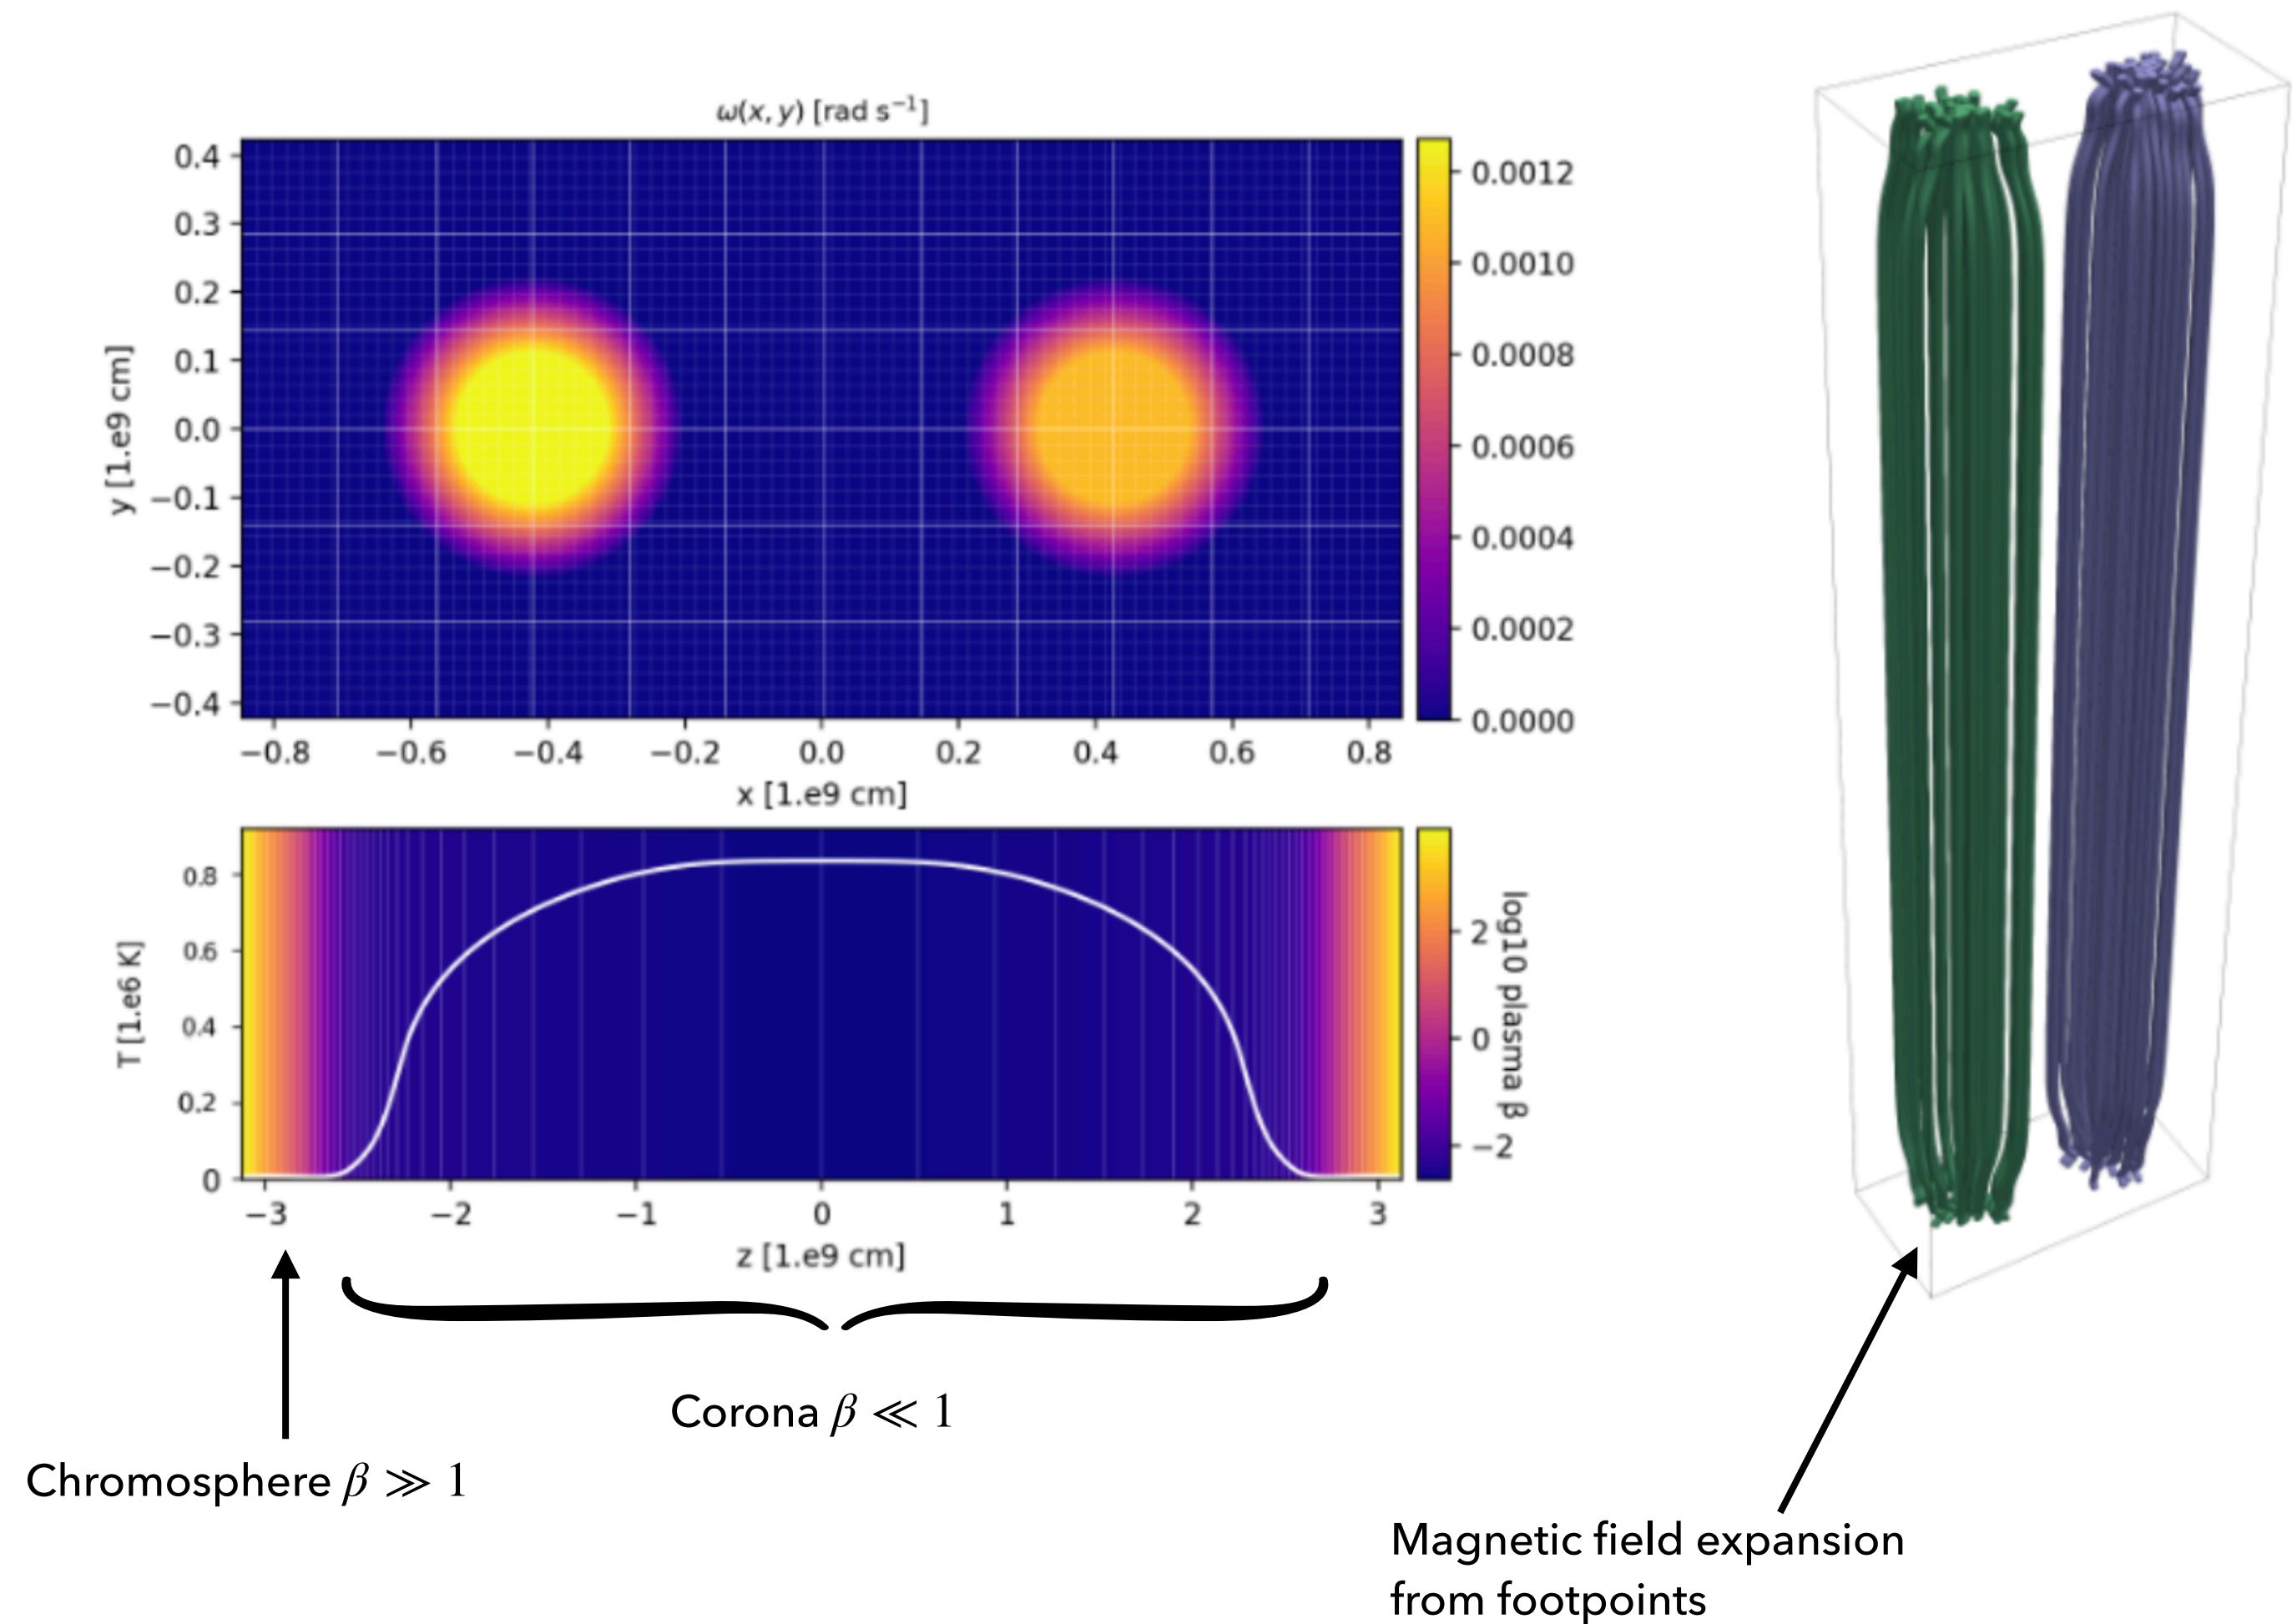 ω(x, y) [rad s⁻¹]
0.4
0.3
0.2
0.1
0.0
−0.1
−0.2
−0.3
−0.4
y [1.e9 cm]
−0.8 −0.6 −0.4 −0.2 0.0 0.2 0.4 0.6 0.8
x [1.e9 cm]
0.0012
0.0010
0.0008
0.0006
0.0004
0.0002
0.0000
0.8
0.6
0.4
0.2
0
T [1.e6 K]
−3 −2 −1 0 1 2 3
z [1.e9 cm]
2
0
−2
log10 plasma β
Corona β ≪ 1
Chromosphere β ≫ 1
Magnetic field expansion
from footpoints